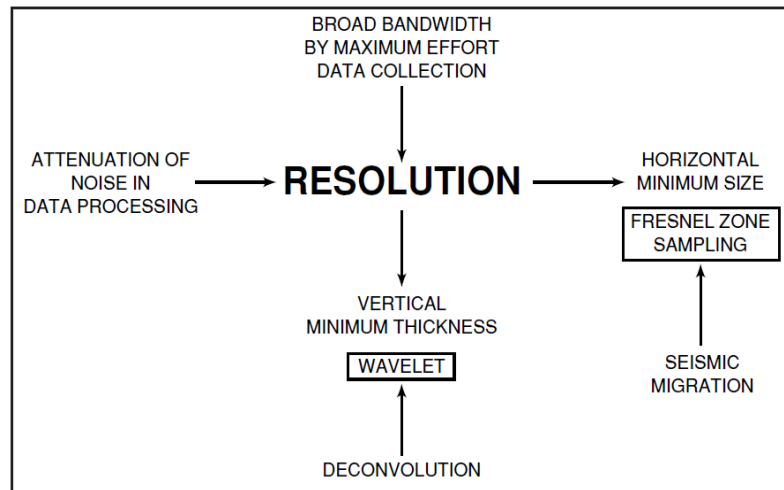 BROAD BANDWIDTH
BY MAXIMUM EFFORT
DATA COLLECTION
ATTENUATION OF
NOISE IN
DATA PROCESSING
RESOLUTION
HORIZONTAL
MINIMUM SIZE
FRESNEL ZONE
SAMPLING
VERTICAL
MINIMUM THICKNESS
WAVELET
SEISMIC
MIGRATION
DECONVOLUTION